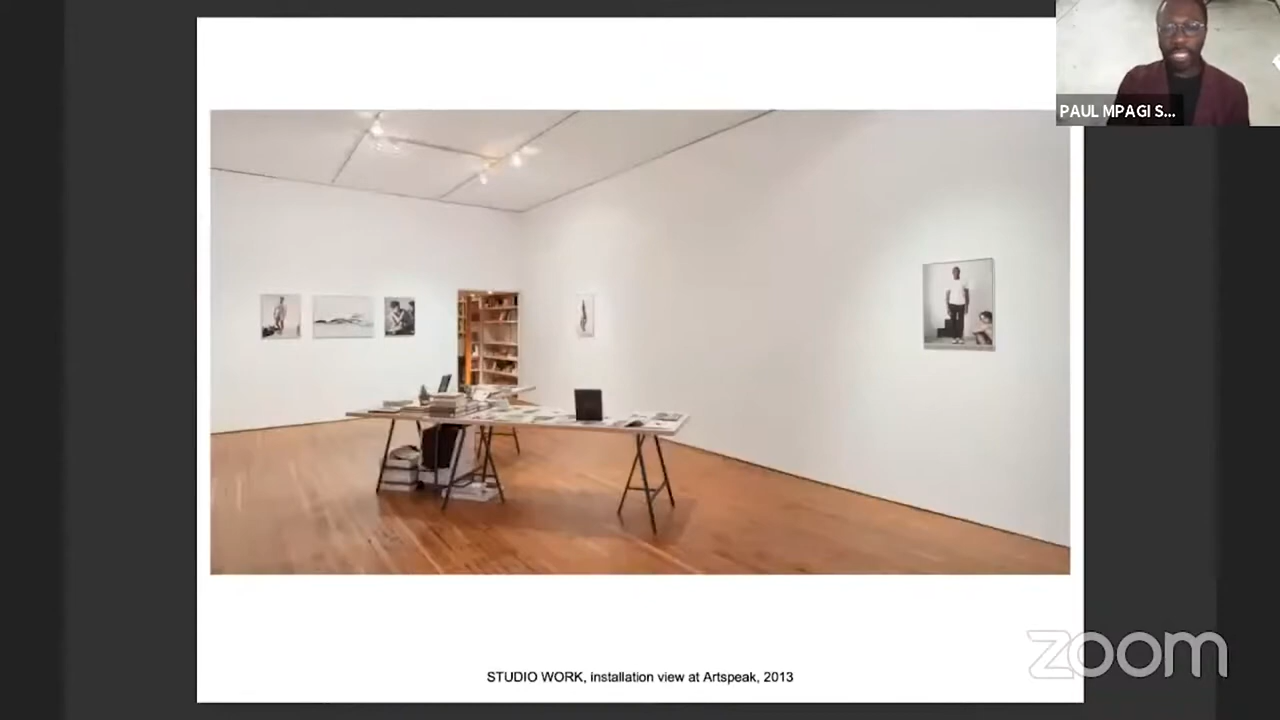 PAUL MPAGI S...
STUDIO WORK, installation view at Artspeak, 2013
zoom